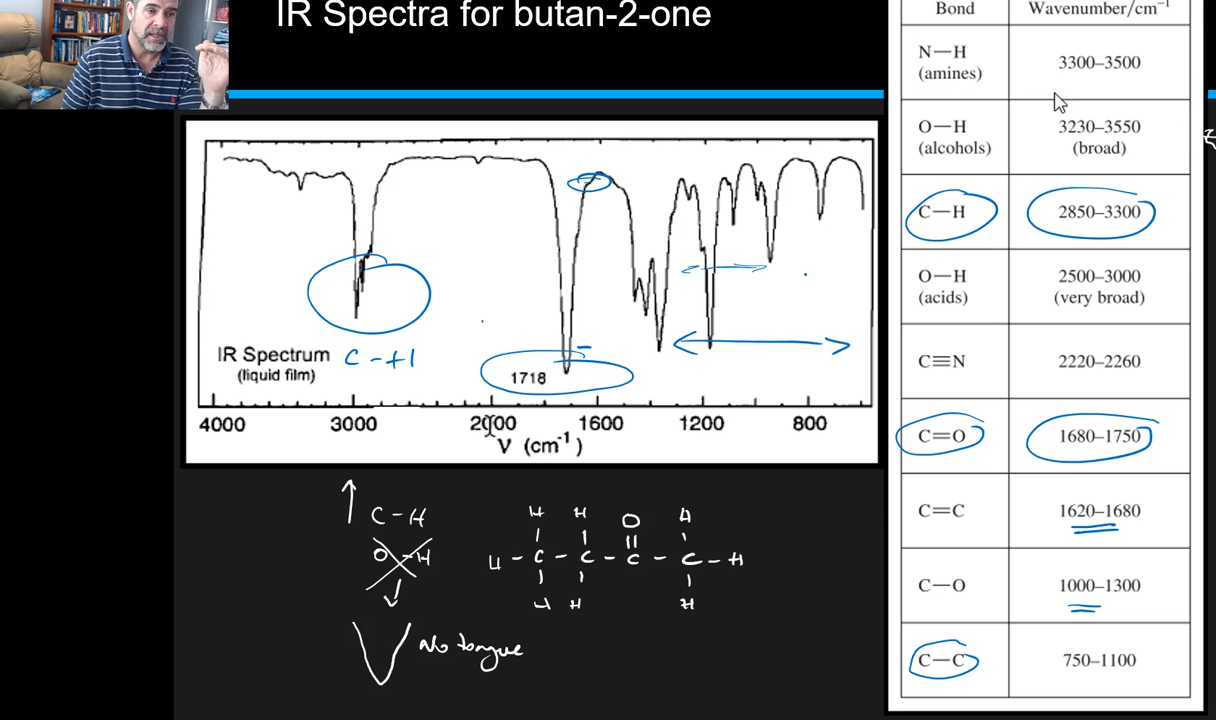 IR Spectra for butan-2-one
IR Spectrum
(liquid film)
C-H
1718
4000 3000 2000 1600 1200 800
ν (cm⁻¹)
C-H
O-H
No tongue
H H O H
H-C-C-C-C-H
H H H
Bond Wavenumber/cm⁻¹
N—H 3300–3500
(amines)
O—H 3230–3550
(alcohols) (broad)
C—H 2850–3300
O—H 2500–3000
(acids) (very broad)
C≡N 2220–2260
C=O 1680–1750
C=C 1620–1680
C—O 1000–1300
C—C 750–1100